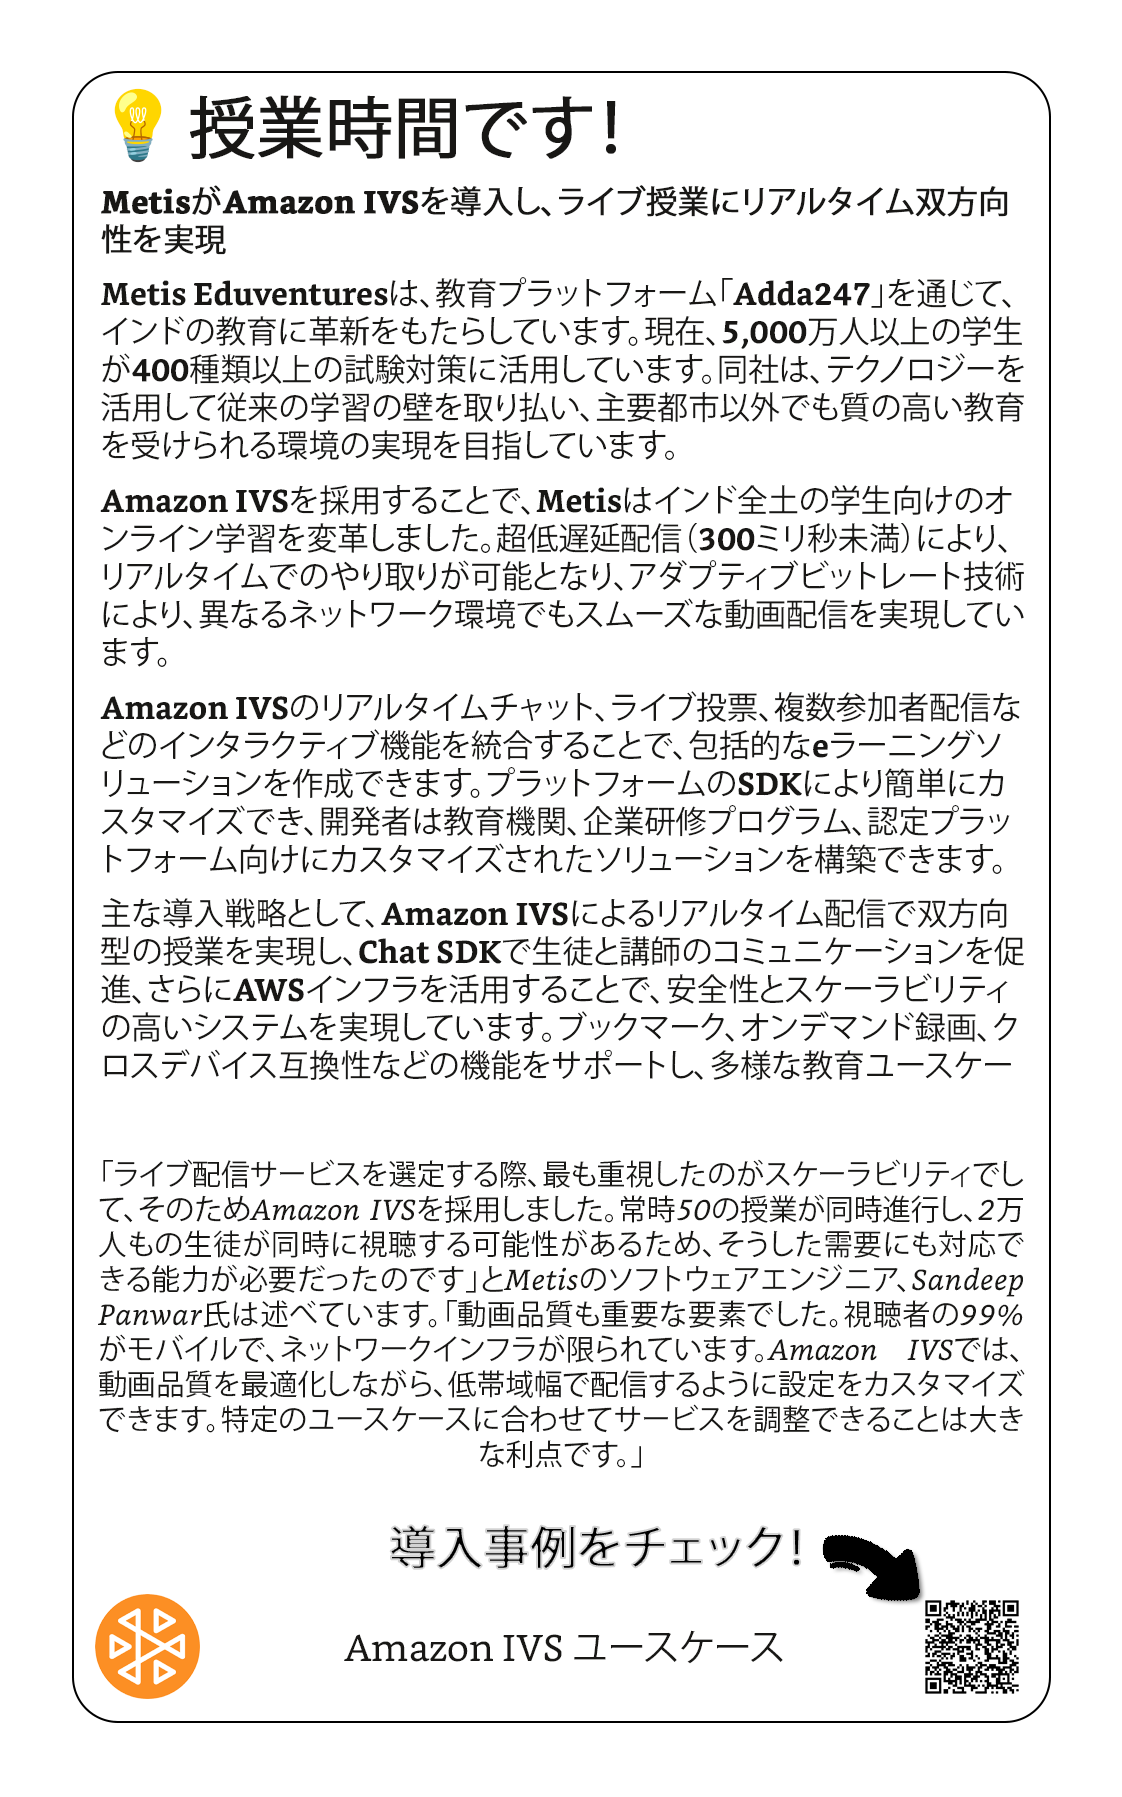 授業時間です！
MetisがAmazon IVSを導入し、ライブ授業にリアルタイム双方向
性を実現
Metis Eduventuresは、教育プラットフォーム「Adda247」を通じて、
インドの教育に革新をもたらしています。現在、5,000万人以上の学生
が400種類以上の試験対策に活用しています。同社は、テクノロジーを
活用して従来の学習の壁を取り払い、主要都市以外でも質の高い教育
を受けられる環境の実現を目指しています。
Amazon IVSを採用することで、Metisはインド全土の学生向けのオ
ンライン学習を変革しました。超低遅延配信（300ミリ秒未満）により、
リアルタイムでのやり取りが可能となり、アダプティブビットレート技術
により、異なるネットワーク環境でもスムーズな動画配信を実現してい
ます。
Amazon IVSのリアルタイムチャット、ライブ投票、複数参加者配信な
どのインタラクティブ機能を統合することで、包括的なeラーニングソ
リューションを作成できます。プラットフォームのSDKにより簡単にカ
スタマイズでき、開発者は教育機関、企業研修プログラム、認定プラッ
トフォーム向けにカスタマイズされたソリューションを構築できます。
主な導入戦略として、Amazon IVSによるリアルタイム配信で双方向
型の授業を実現し、Chat SDKで生徒と講師のコミュニケーションを促
進、さらにAWSインフラを活用することで、安全性とスケーラビリティ
の高いシステムを実現しています。ブックマーク、オンデマンド録画、ク
ロスデバイス互換性などの機能をサポートし、多様な教育ユースケー
「ライブ配信サービスを選定する際、最も重視したのがスケーラビリティでし
て、そのためAmazon IVSを採用しました。常時50の授業が同時進行し、2万
人もの生徒が同時に視聴する可能性があるため、そうした需要にも対応で
きる能力が必要だったのです」とMetisのソフトウェアエンジニア、Sandeep
Panwar氏は述べています。「動画品質も重要な要素でした。視聴者の99%
がモバイルで、ネットワークインフラが限られています。Amazon　IVSでは、
動画品質を最適化しながら、低帯域幅で配信するように設定をカスタマイズ
できます。特定のユースケースに合わせてサービスを調整できることは大き
な利点です。」
導入事例をチェック！
Amazon IVS ユースケース